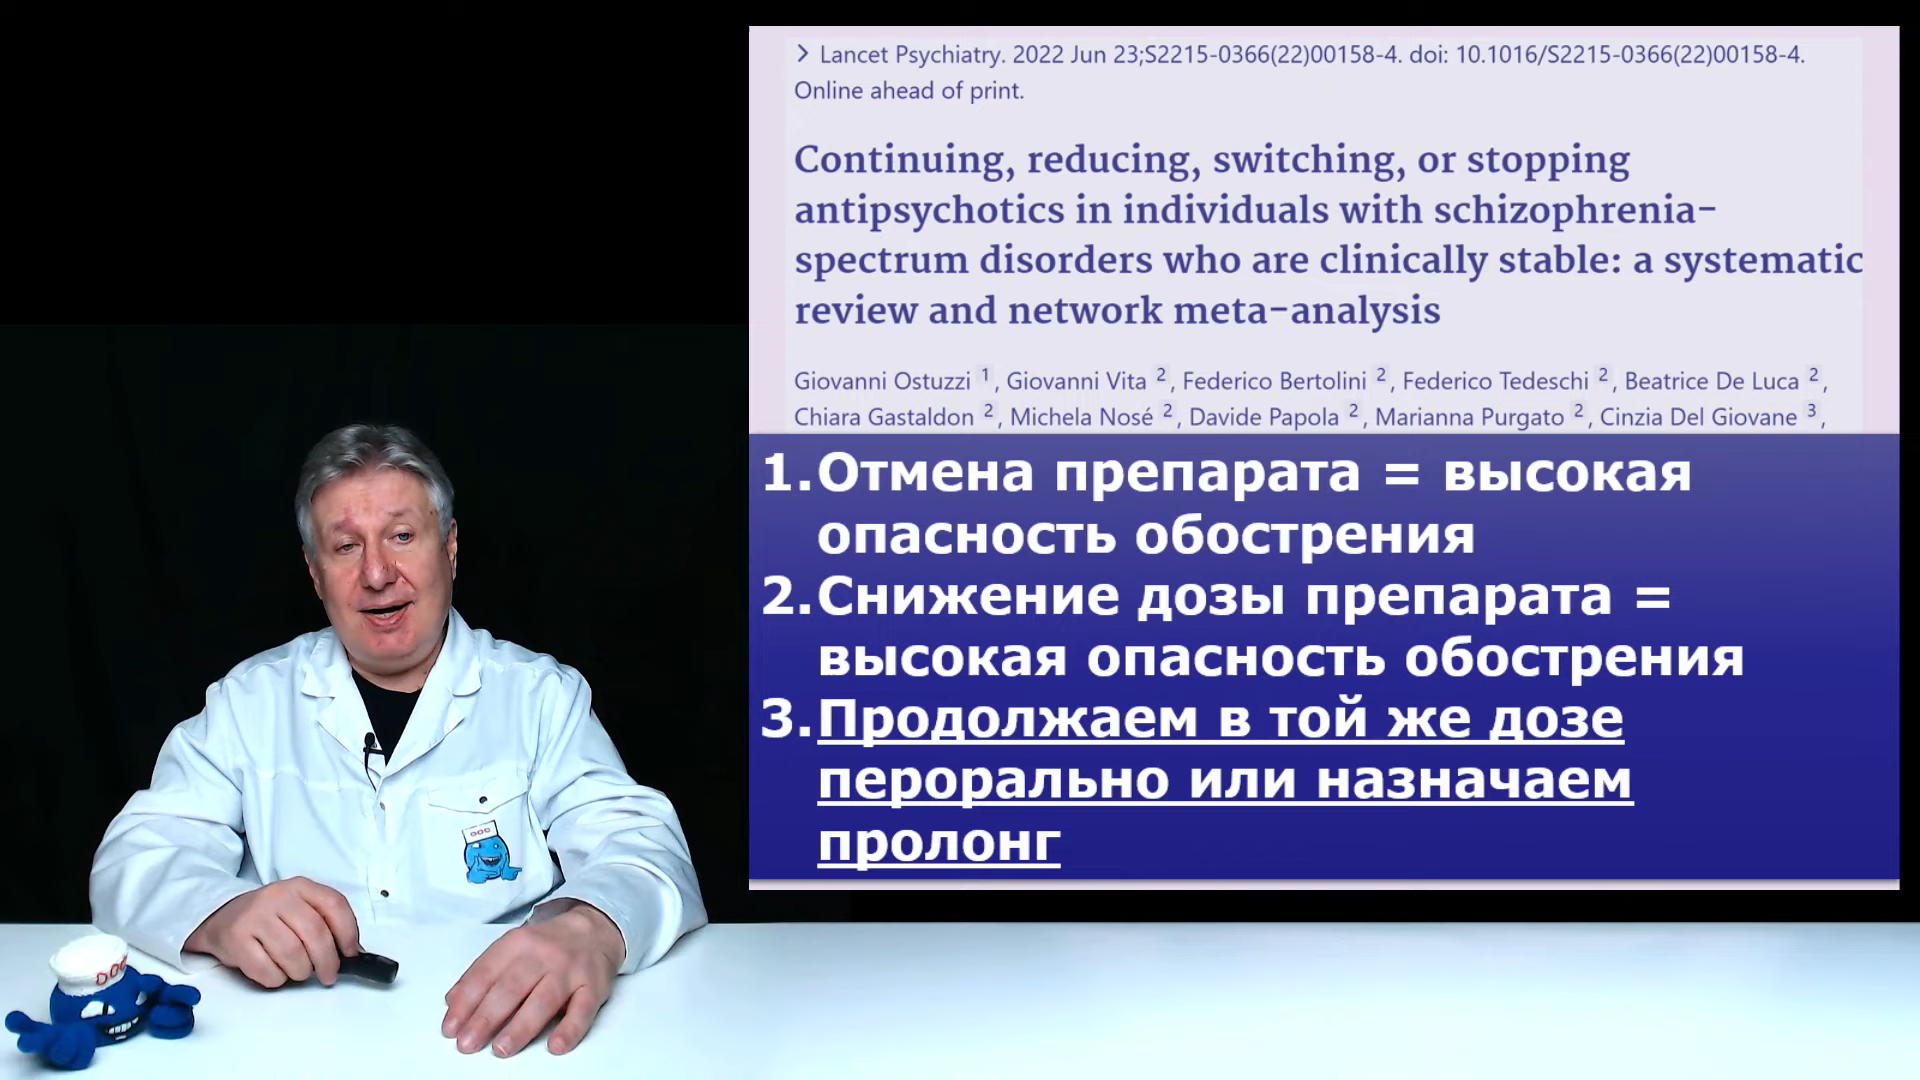 > Lancet Psychiatry. 2022 Jun 23;S2215-0366(22)00158-4. doi: 10.1016/S2215-0366(22)00158-4.
Online ahead of print.
Continuing, reducing, switching, or stopping
antipsychotics in individuals with schizophrenia-
spectrum disorders who are clinically stable: a systematic
review and network meta-analysis
Giovanni Ostuzzi 1, Giovanni Vita 2, Federico Bertolini 2, Federico Tedeschi 2, Beatrice De Luca 2,
Chiara Gastaldon 2, Michela Nosé 2, Davide Papola 2, Marianna Purgato 2, Cinzia Del Giovane 3,
1. Отмена препарата = высокая
опасность обострения
2. Снижение дозы препарата =
высокая опасность обострения
3. Продолжаем в той же дозе
перорально или назначаем
пролонг
DOC
DOC